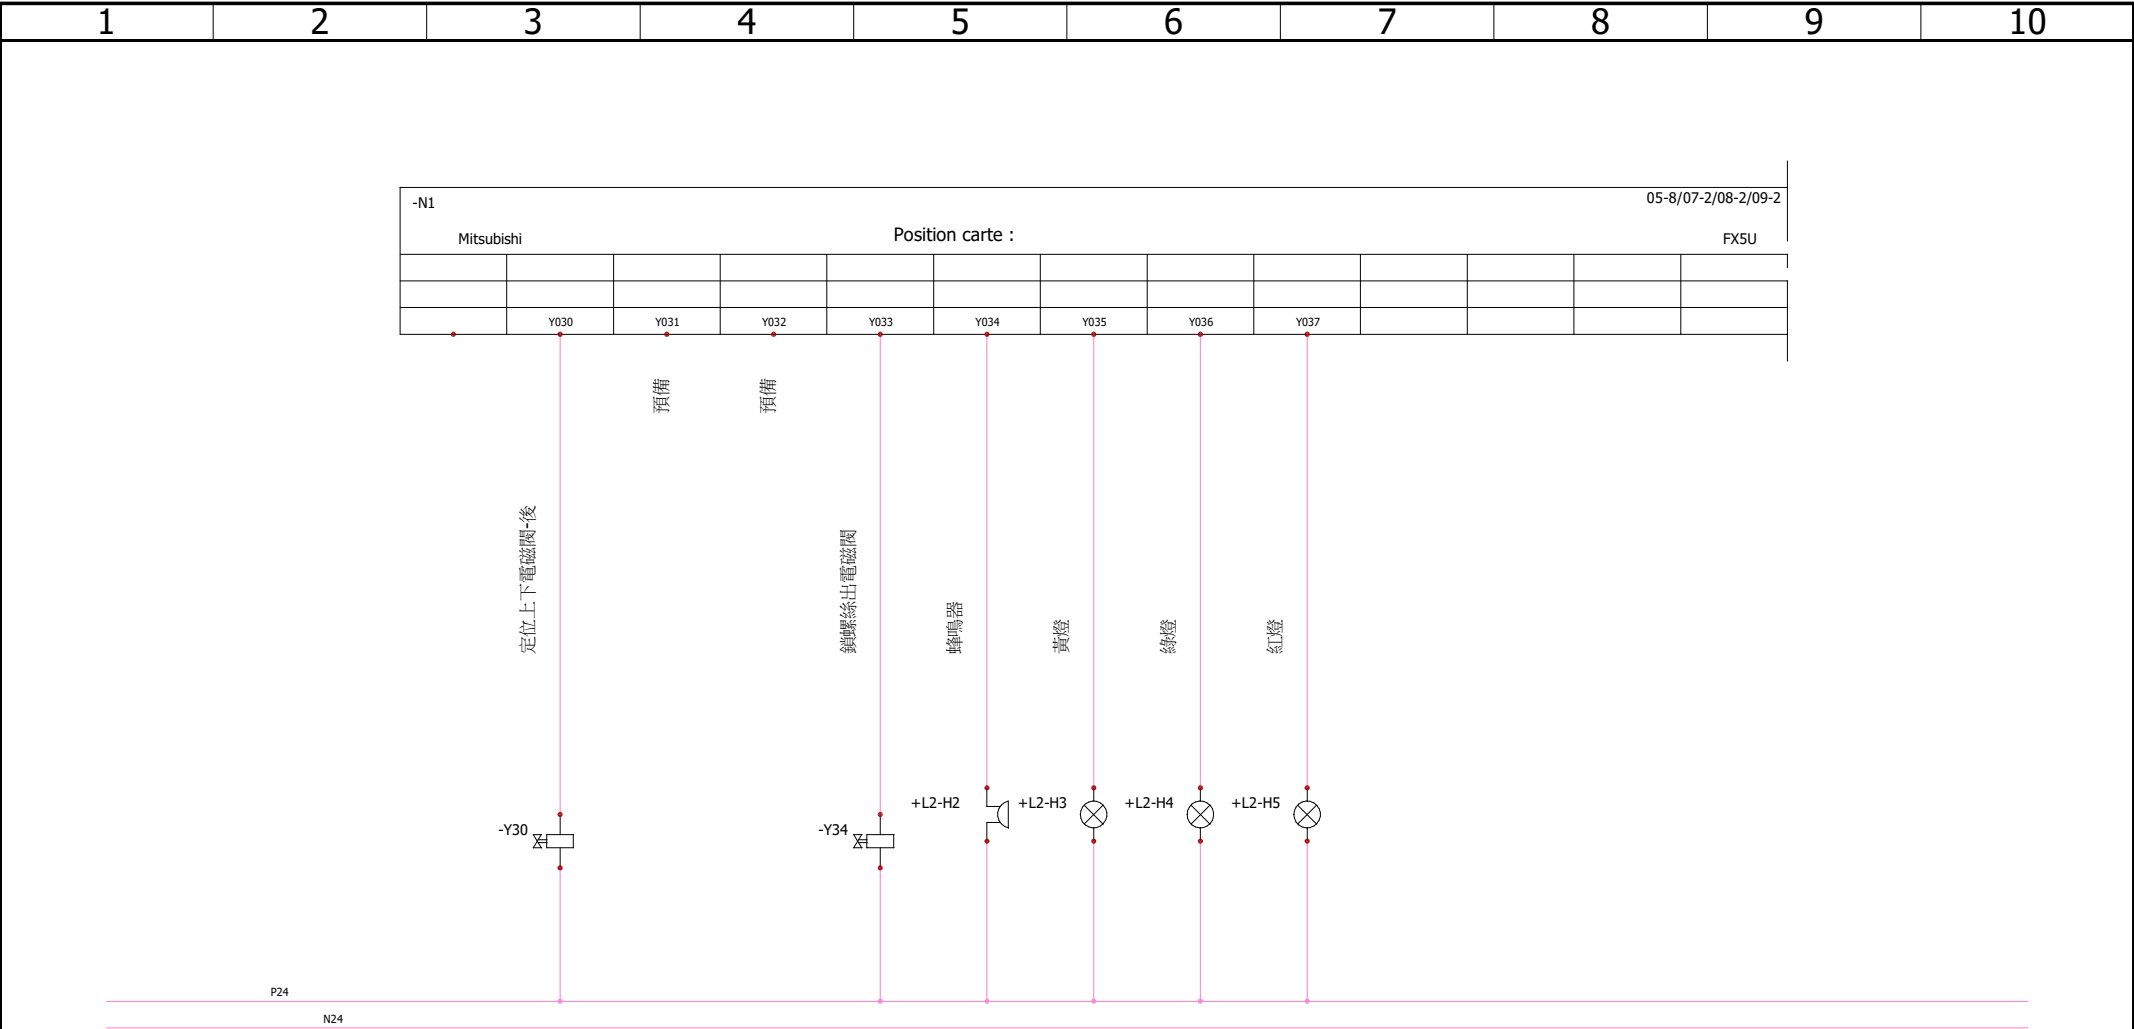 1 2 3 4 5 6 7 8 9 10
-N1 05-8/07-2/08-2/09-2
Mitsubishi Position carte : FX5U
Y030 Y031 Y032 Y033 Y034 Y035 Y036 Y037
預備
預備
定位上下電磁閥-後
鎖螺絲出電磁閥
蜂鳴器
黃燈
綠燈
紅燈
+L2-H2 +L2-H3 +L2-H4 +L2-H5
-Y30 -Y34
P24
N24